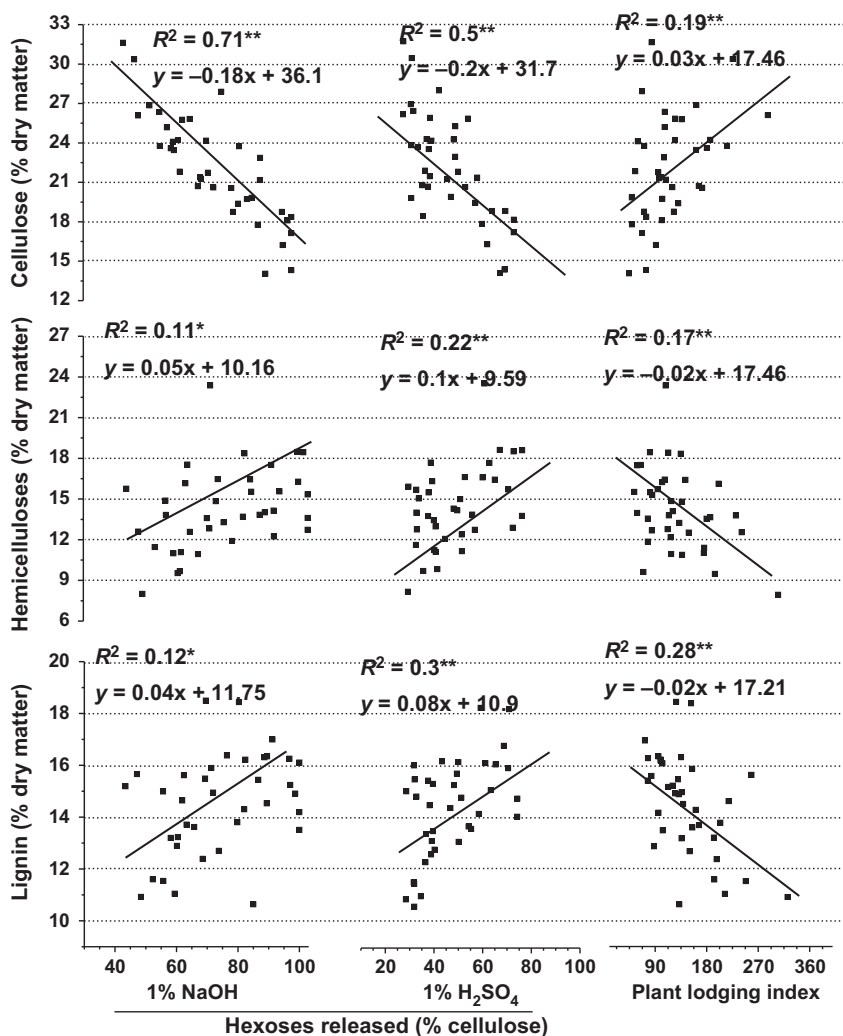 33
30
27
24
21
18
15
12
Cellulose (% dry matter)
R² = 0.71**
y = –0.18x + 36.1
R² = 0.5**
y = –0.2x + 31.7
R² = 0.19**
y = 0.03x + 17.46
27
24
21
18
15
12
9
6
Hemicelluloses (% dry matter)
R² = 0.11*
y = 0.05x + 10.16
R² = 0.22**
y = 0.1x + 9.59
R² = 0.17**
y = –0.02x + 17.46
20
18
16
14
12
10
Lignin (% dry matter)
R² = 0.12*
y = 0.04x + 11.75
R² = 0.3**
y = 0.08x + 10.9
R² = 0.28**
y = –0.02x + 17.21
40 60 80 100
20 40 60 80 100
90 180 270 360
1% NaOH
1% H₂SO₄
Plant lodging index
Hexoses released (% cellulose)